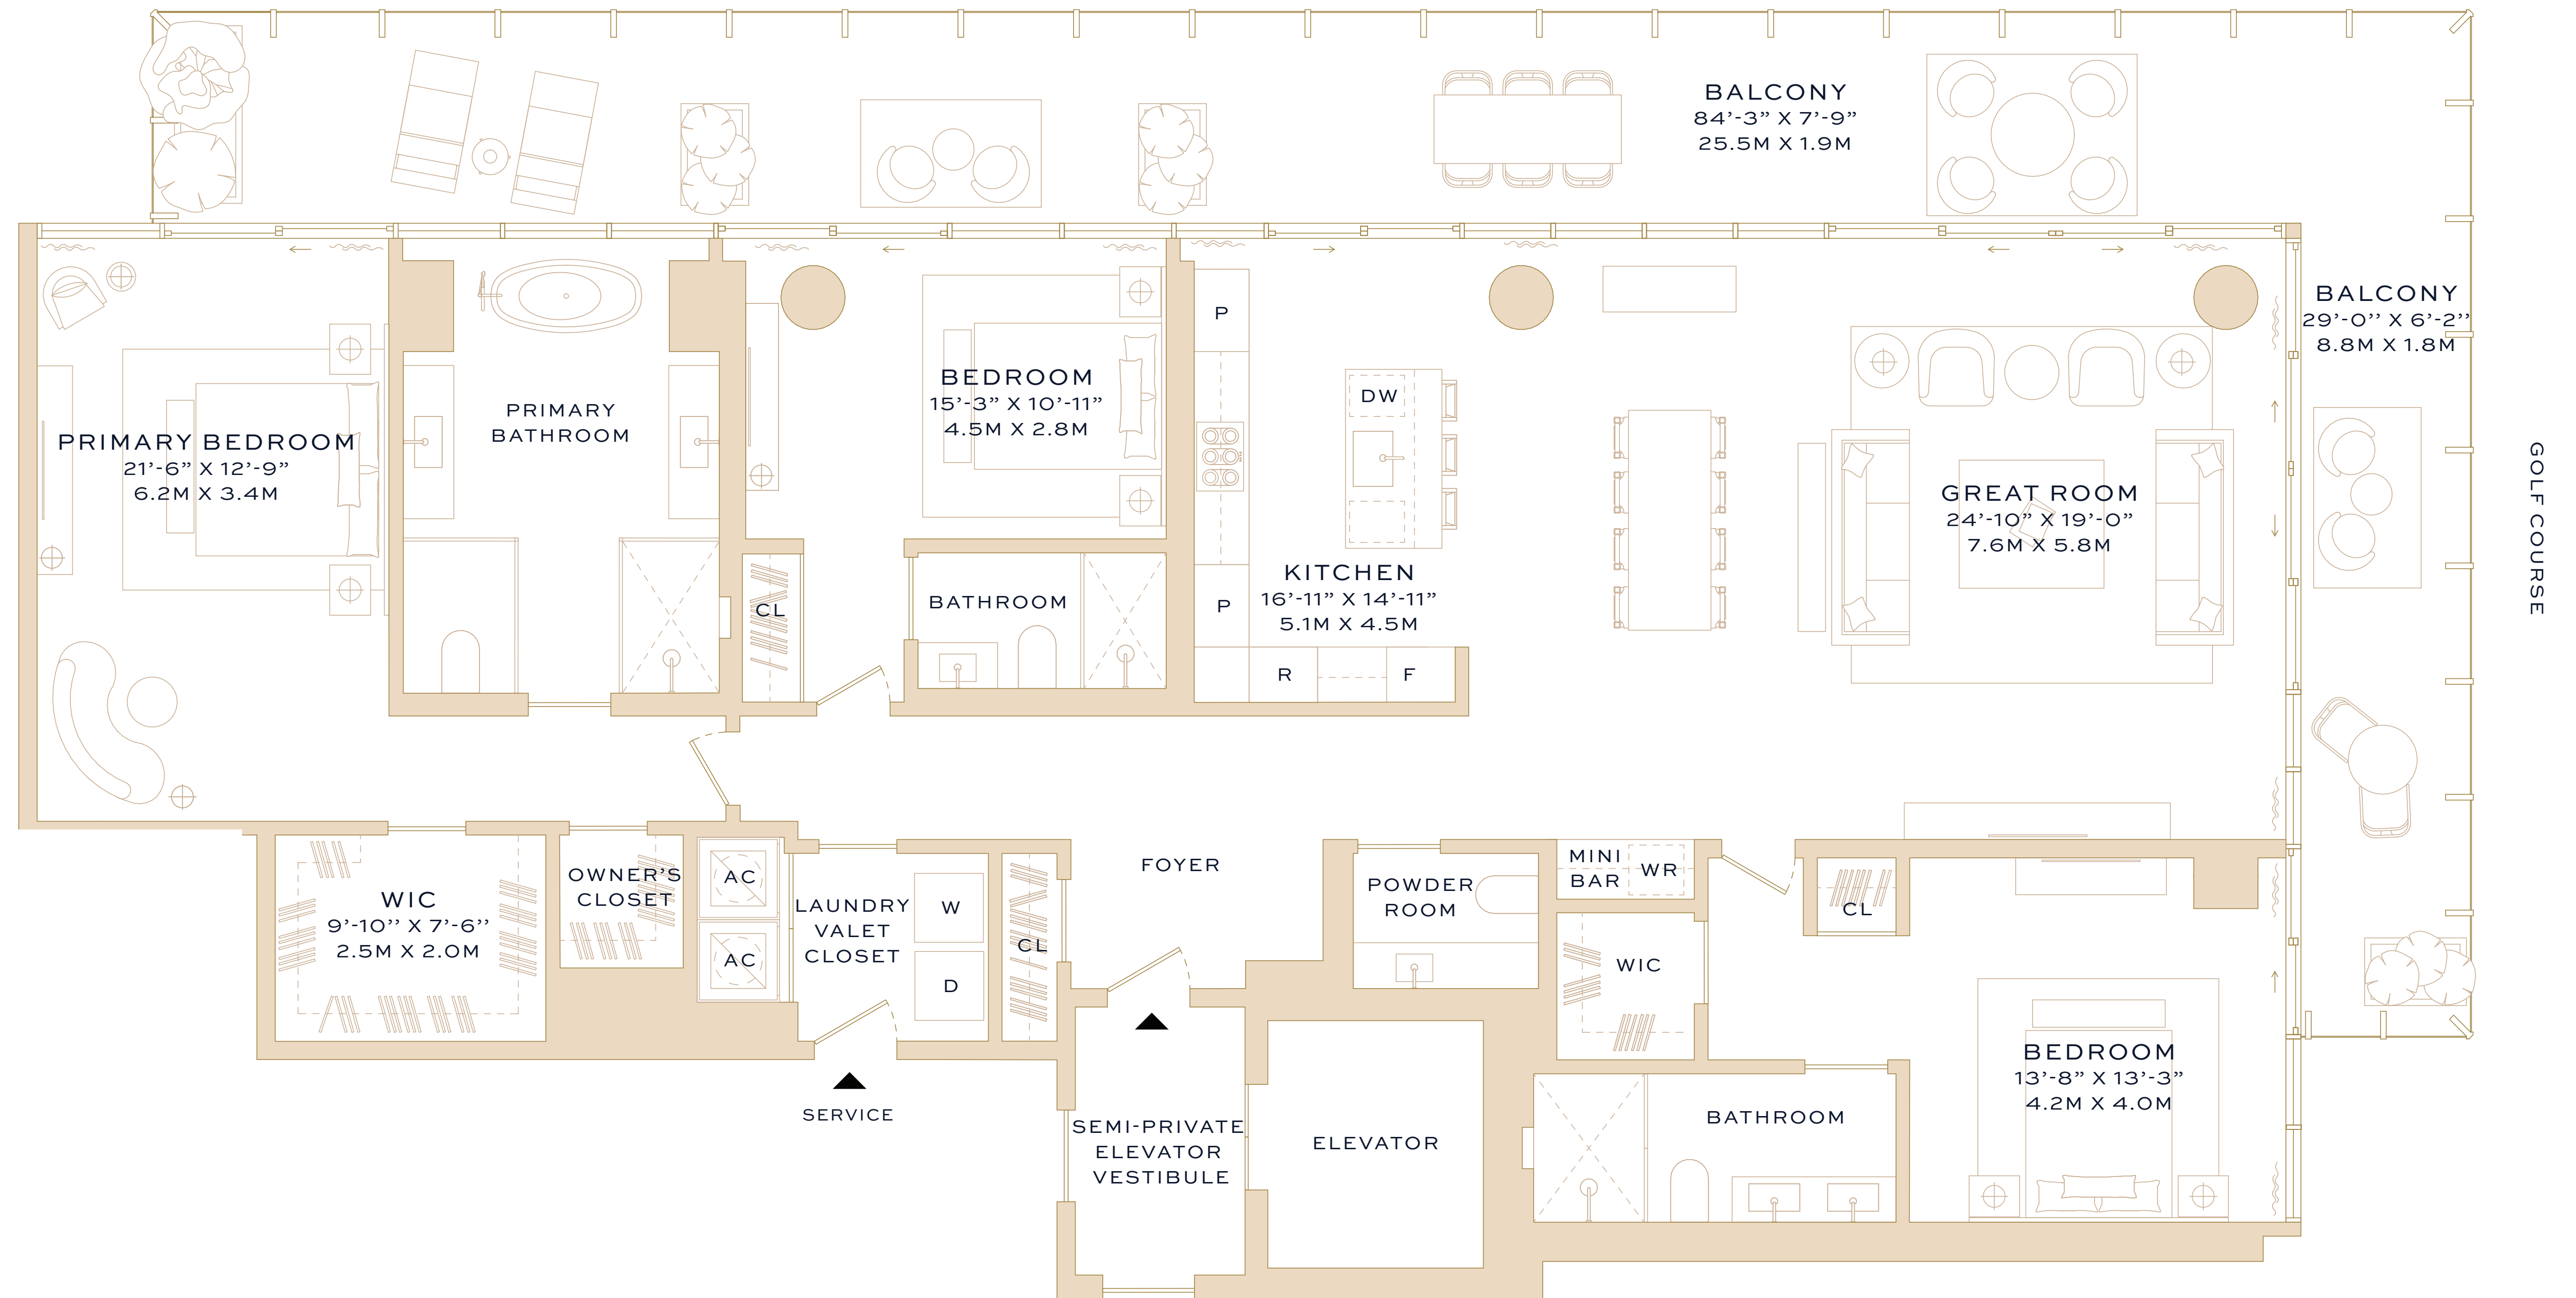 BALCONY
84'-3” X 7'-9”
25.5M X 1.9M
BALCONY
29'-0'' X 6'-2''
8.8M X 1.8M
GOLF COURSE
PRIMARY BEDROOM
21'-6” X 12'-9”
6.2M X 3.4M
PRIMARY
BATHROOM
BEDROOM
15'-3” X 10'-11”
4.5M X 2.8M
CL
BATHROOM
P
P
DW
KITCHEN
16'-11” X 14'-11”
5.1M X 4.5M
R
F
GREAT ROOM
24'-10” X 19'-0”
7.6M X 5.8M
WIC
9'-10'' X 7'-6''
2.5M X 2.0M
OWNER'S
CLOSET
AC
AC
LAUNDRY
VALET
CLOSET
W
D
CL
FOYER
POWDER
ROOM
MINI
BAR
WR
WIC
CL
BEDROOM
13'-8” X 13'-3”
4.2M X 4.0M
BATHROOM
SERVICE
SEMI-PRIVATE
ELEVATOR
VESTIBULE
ELEVATOR